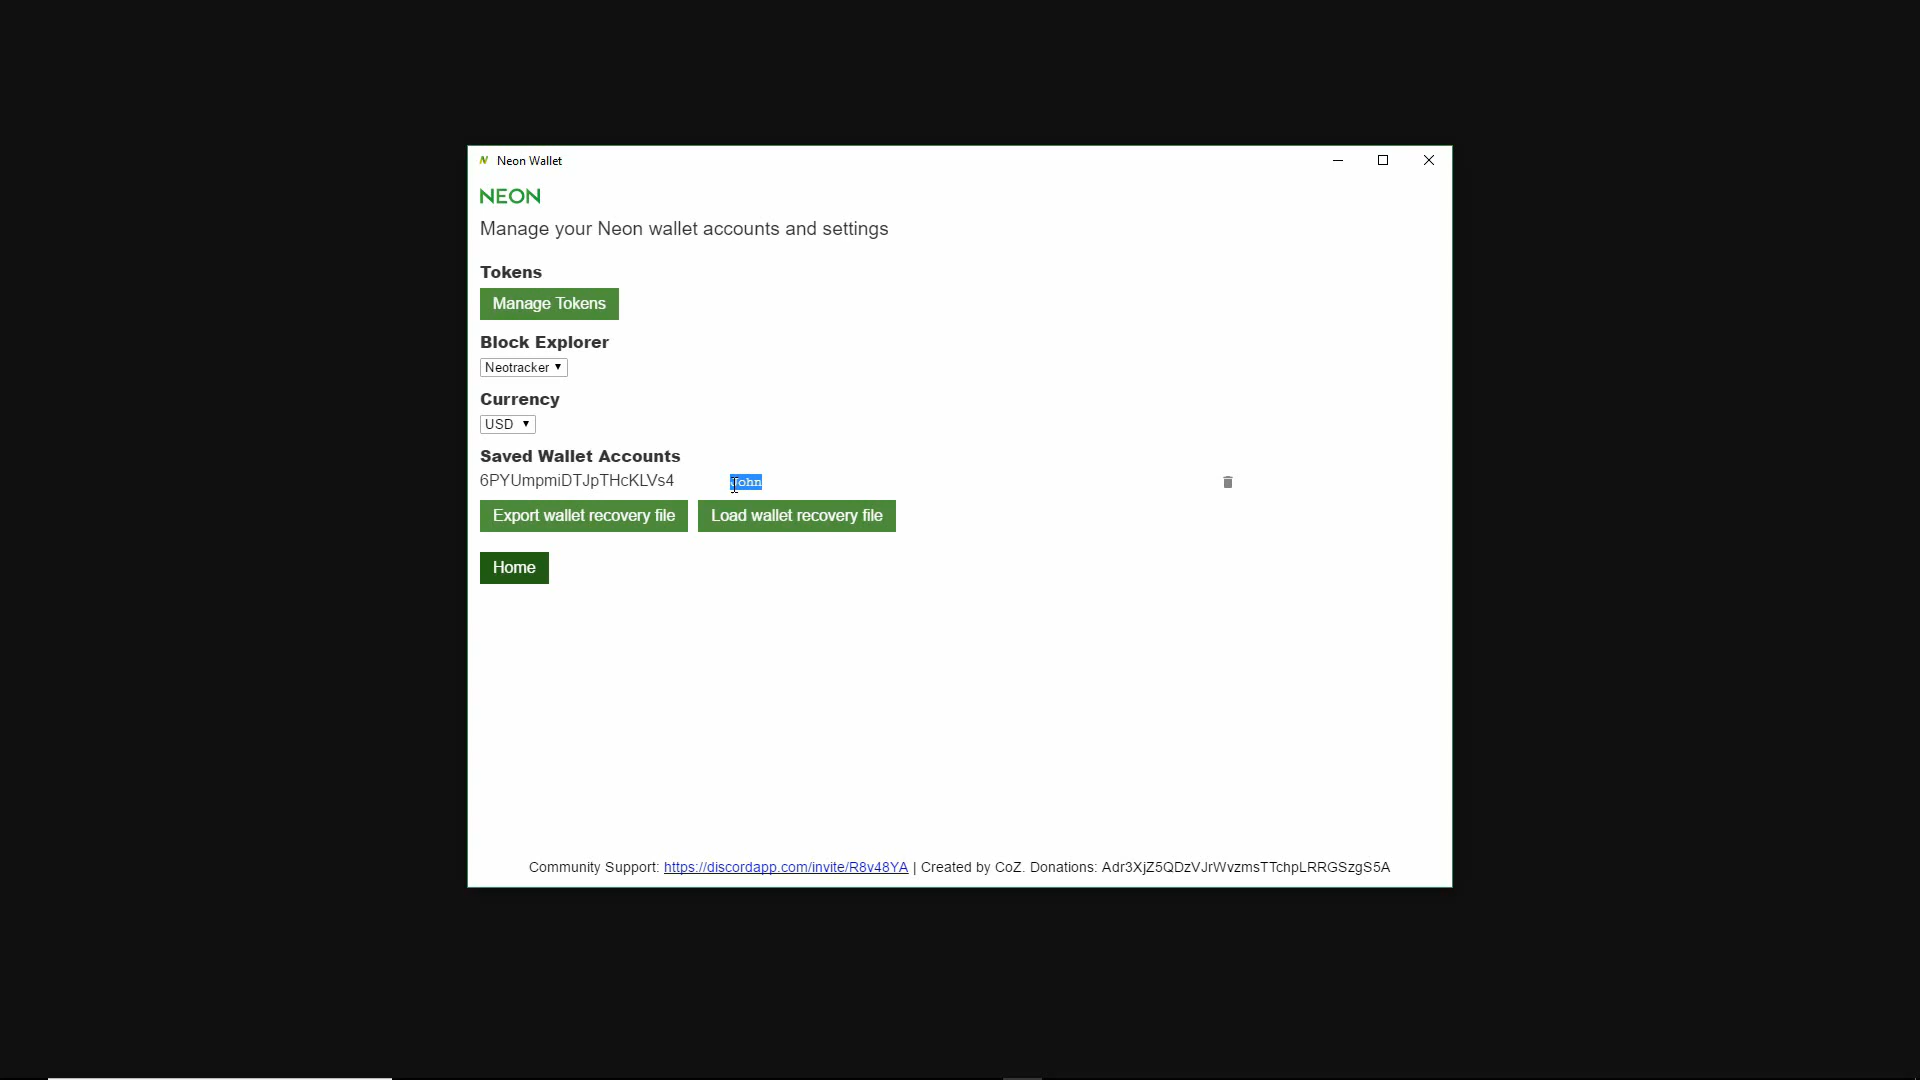 Neon Wallet
NEON
Manage your Neon wallet accounts and settings
Tokens
Manage Tokens
Block Explorer
Neotracker
Currency
USD
Saved Wallet Accounts
6PYUmpmiDTJpTHcKLVs4 John
Export wallet recovery file Load wallet recovery file
Home
Community Support: https://discordapp.com/invite/R8v48YA | Created by CoZ. Donations: Adr3XjZ5QDzVJrWvzmsTTchpLRRGSzgS5A